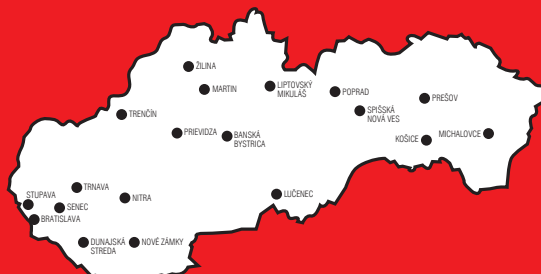 ŽILINA
MARTIN
LIPTOVSKÝ
MIKULÁŠ
POPRAD
PREŠOV
SPIŠSKÁ
NOVÁ VES
TRENČÍN
PRIEVIDZA
BANSKÁ
BYSTRICA
KOŠICE
MICHALOVCE
STUPAVA
TRNAVA
SENEC
NITRA
LUČENEC
BRATISLAVA
DUNAJSKÁ
STREDA
NOVÉ ZÁMKY